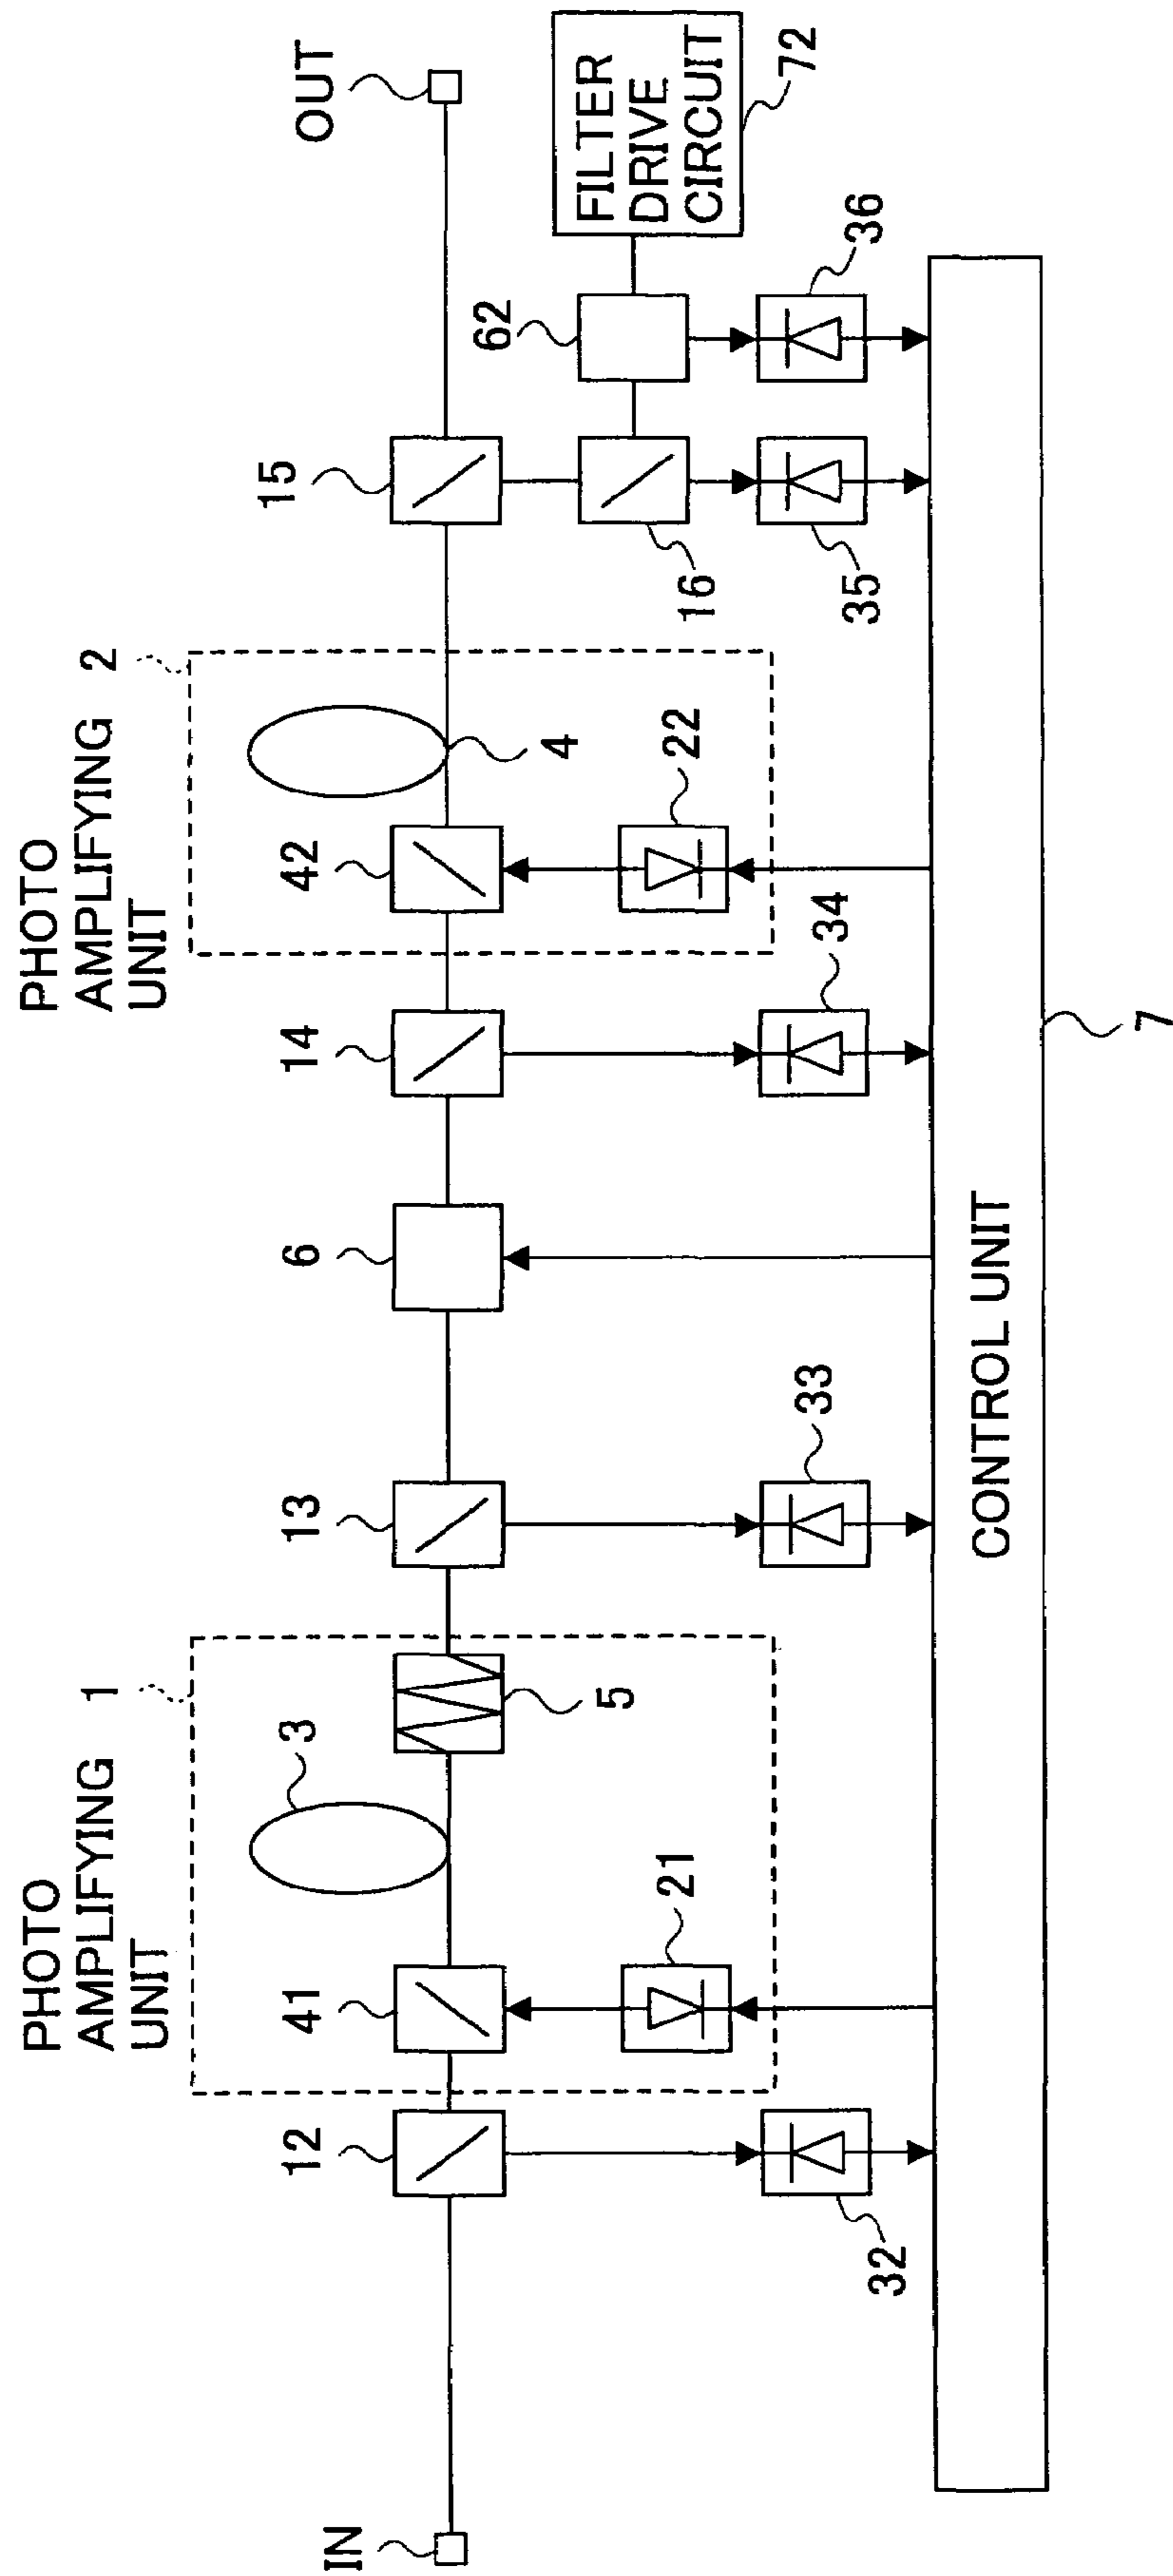 PHOTO
AMPLIFYING 1
UNIT
PHOTO
AMPLIFYING 2
UNIT
IN
12
41
3
5
13
6
14
42
4
15
OUT
16
62
FILTER
DRIVE
CIRCUIT
72
21
22
32
33
34
35
36
CONTROL UNIT
7